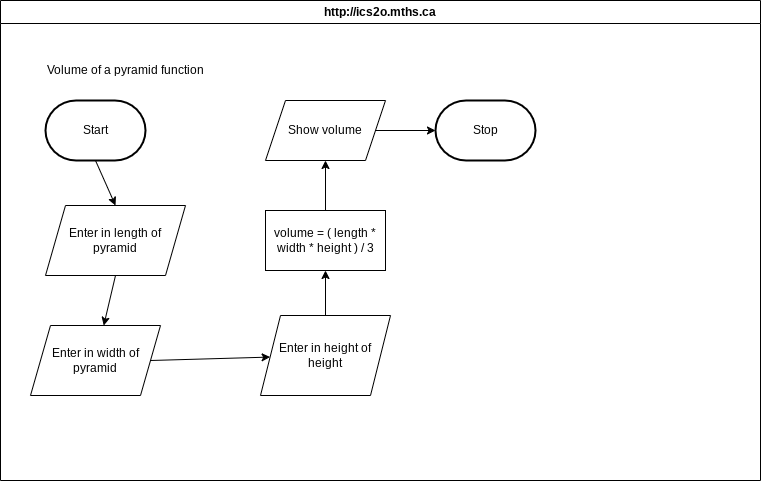 http://ics2o.mths.ca
Volume of a pyramid function
Start
Enter in length of
pyramid
Enter in width of
pyramid
Enter in height of
height
volume = ( length *
width * height ) / 3
Show volume
Stop